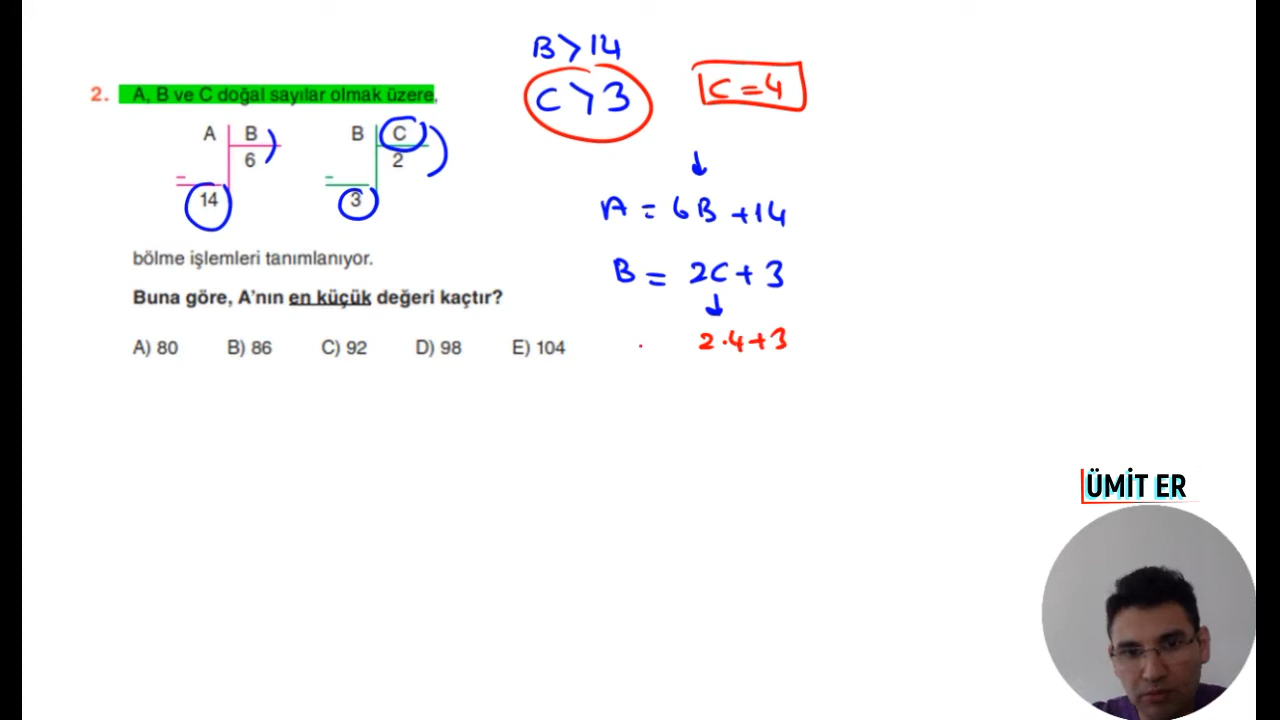 B > 14
2. A, B ve C doğal sayılar olmak üzere,
C > 3
C = 4
A B
6
14
B C
2
3
A = 6B + 14
bölme işlemleri tanımlanıyor.
B = 2C + 3
Buna göre, A'nın en küçük değeri kaçtır?
2.4+3
A) 80 B) 86 C) 92 D) 98 E) 104
ÜMİT ER